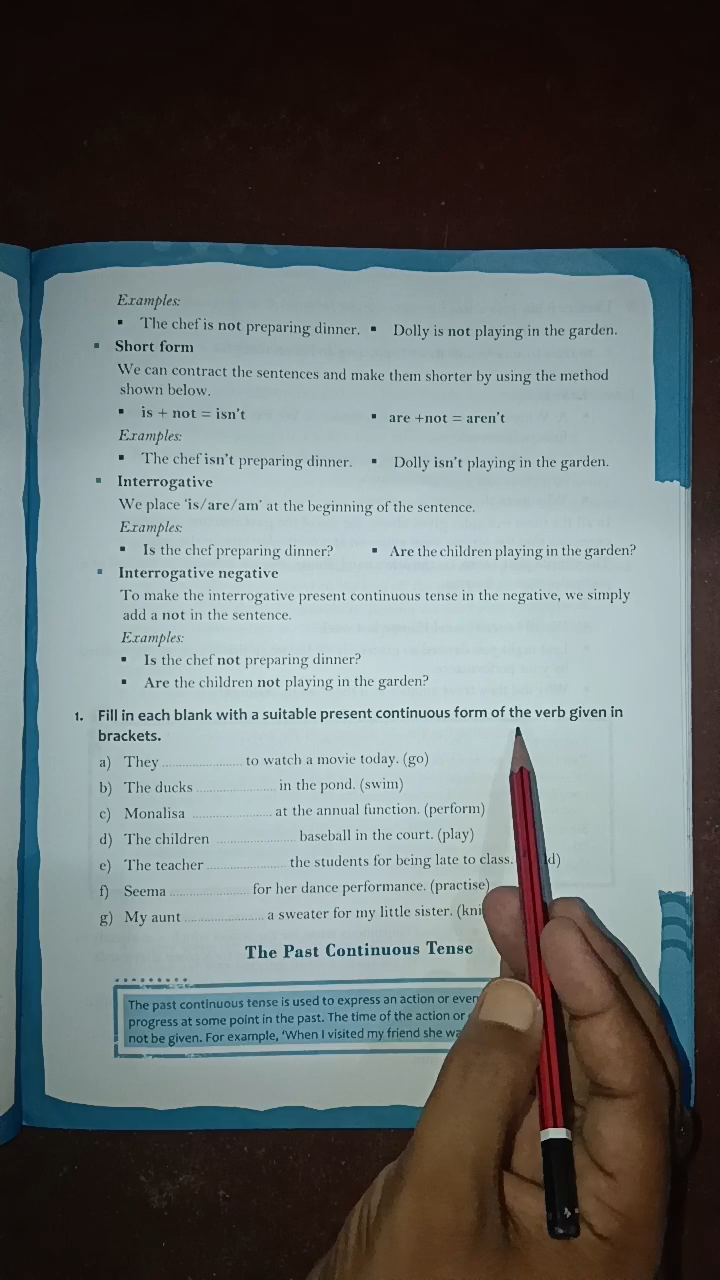 Examples:
▪ The chef is not preparing dinner. ▪ Dolly is not playing in the garden.
▪ Short form
We can contract the sentences and make them shorter by using the method
shown below.
▪ is + not = isn't ▪ are +not = aren't
Examples:
▪ The chef isn't preparing dinner. ▪ Dolly isn't playing in the garden.
▪ Interrogative
We place 'is/are/am' at the beginning of the sentence.
Examples:
▪ Is the chef preparing dinner? ▪ Are the children playing in the garden?
▪ Interrogative negative
To make the interrogative present continuous tense in the negative, we simply
add a not in the sentence.
Examples:
▪ Is the chef not preparing dinner?
▪ Are the children not playing in the garden?
1. Fill in each blank with a suitable present continuous form of the verb given in
brackets.
a) They ........................ to watch a movie today. (go)
b) The ducks ........................ in the pond. (swim)
c) Monalisa ........................ at the annual function. (perform)
d) The children ........................ baseball in the court. (play)
e) The teacher ........................ the students for being late to class.
f) Seema ........................ for her dance performance. (practise)
g) My aunt ........................ a sweater for my little sister.
The Past Continuous Tense
The past continuous tense is used to express an action or
progress at some point in the past. The time of the action or
not be given. For example, 'When I visited my friend she